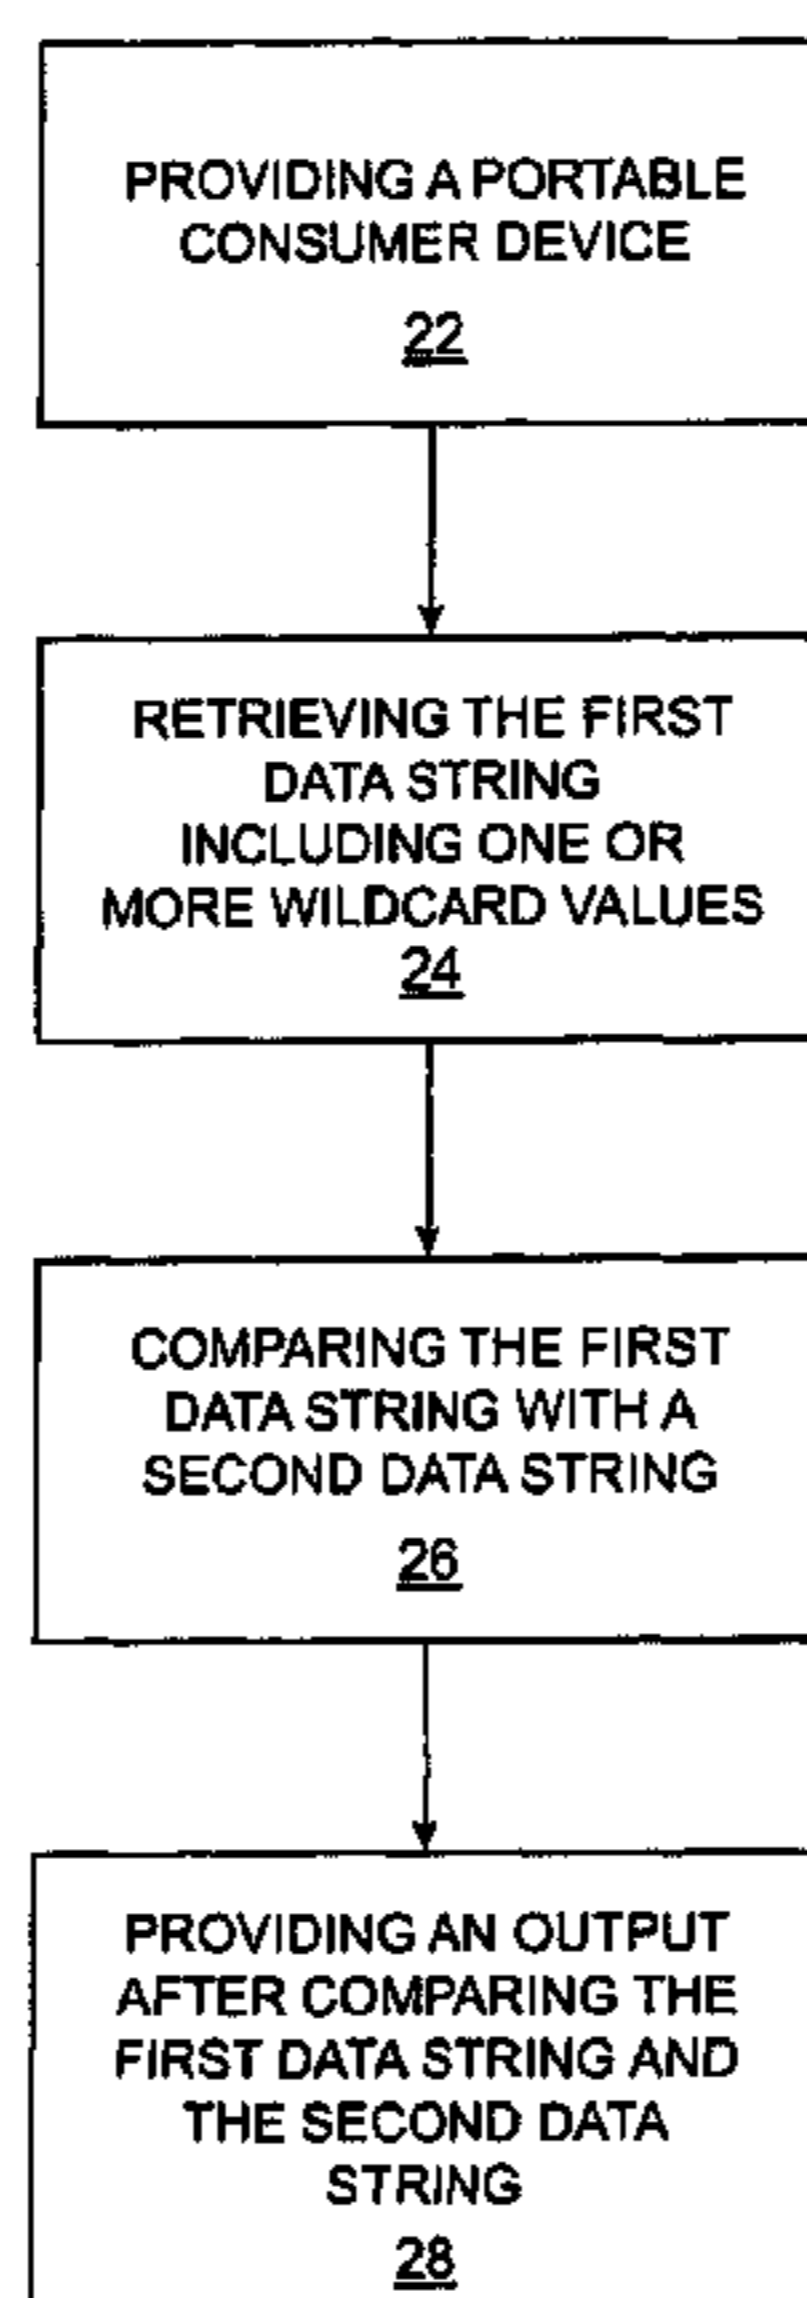 PROVIDING A PORTABLE
CONSUMER DEVICE
22
RETRIEVING THE FIRST
DATA STRING
INCLUDING ONE OR
MORE WILDCARD VALUES
24
COMPARING THE FIRST
DATA STRING WITH A
SECOND DATA STRING
26
PROVIDING AN OUTPUT
AFTER COMPARING THE
FIRST DATA STRING AND
THE SECOND DATA
STRING
28